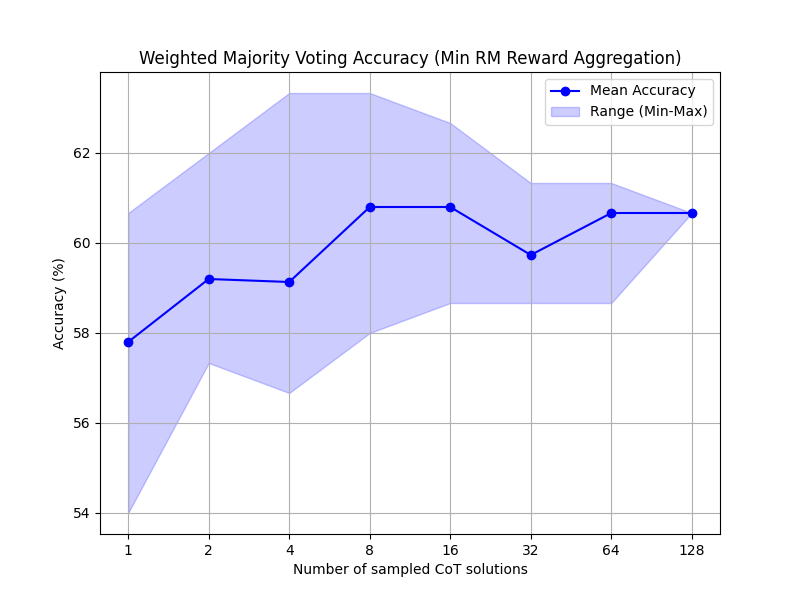 Weighted Majority Voting Accuracy (Min RM Reward Aggregation)
Mean Accuracy
Range (Min-Max)
62
60
58
56
54
Accuracy (%)
1 2 4 8 16 32 64 128
Number of sampled CoT solutions